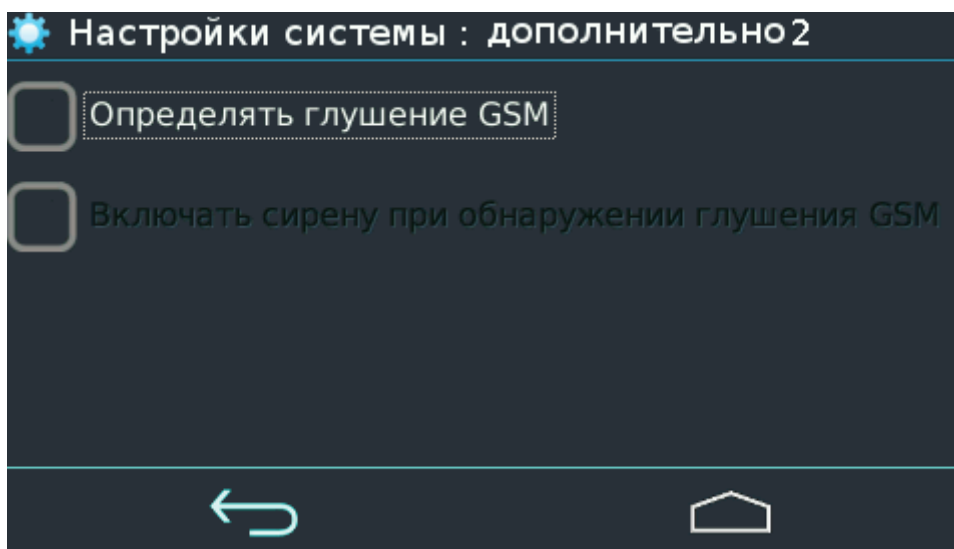 Настройки системы : дополнительно2
Определять глушение GSM
Включать сирену при обнаружении глушения GSM